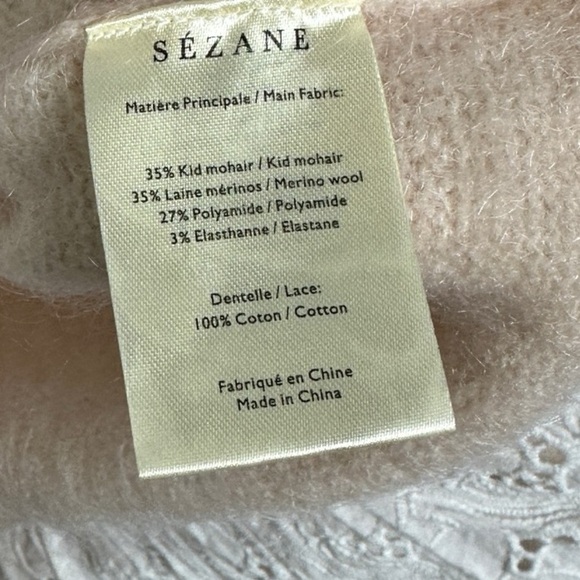 SÉZANE
Matière Principale / Main Fabric:
35% Kid mohair / Kid mohair
35% Laine mérinos / Merino wool
27% Polyamide / Polyamide
3% Elasthanne / Elastane
Dentelle / Lace:
100% Coton / Cotton
Fabriqué en Chine
Made in China